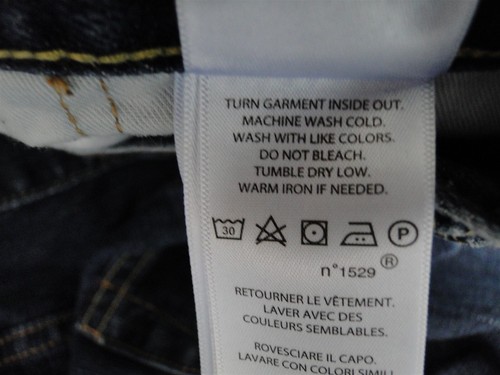 TURN GARMENT INSIDE OUT.
MACHINE WASH COLD.
WASH WITH LIKE COLORS.
DO NOT BLEACH.
TUMBLE DRY LOW.
WARM IRON IF NEEDED.
30 P
®
n°1529
RETOURNER LE VÊTEMENT.
LAVER AVEC DES
COULEURS SEMBLABLES.
ROVESCIARE IL CAPO.
LAVARE CON COLORI SIMILI